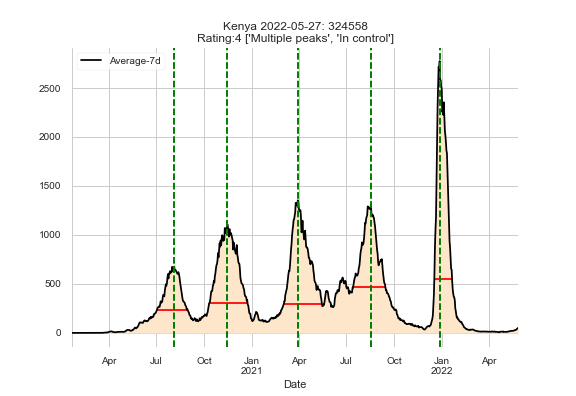 Kenya 2022-05-27: 324558
Rating:4 ['Multiple peaks', 'In control']
Average-7d
2500
2000
1500
1000
500
0
Apr Jul Oct Jan Apr Jul Oct Jan Apr
2021 2022
Date